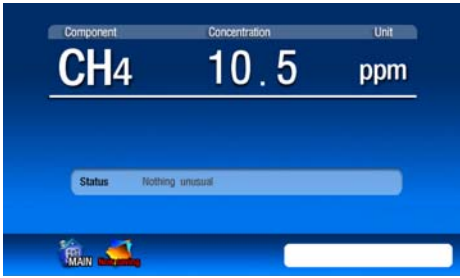 Component Concentration Unit
CH4 10.5 ppm
Status Nothing unusual
MAIN